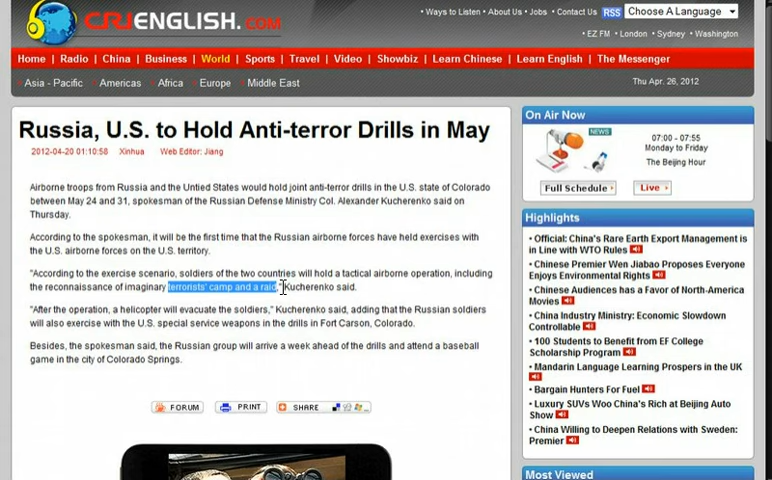 CRJENGLISH.COM
• Ways to Listen • About Us • Jobs • Contact Us RSS Choose A Language
• EZ FM • London • Sydney • Washington
Home | Radio | China | Business | World | Sports | Travel | Video | Showbiz | Learn Chinese | Learn English | The Messenger
Asia - Pacific Americas Africa Europe Middle East Thu Apr. 26, 2012
Russia, U.S. to Hold Anti-terror Drills in May
2012-04-20 01:10:58 Xinhua Web Editor: Jiang
Airborne troops from Russia and the Untied States would hold joint anti-terror drills in the U.S. state of Colorado
between May 24 and 31, spokesman of the Russian Defense Ministry Col. Alexander Kucherenko said on
Thursday.
According to the spokesman, it will be the first time that the Russian airborne forces have held exercises with
the U.S. airborne forces on the U.S. territory.
"According to the exercise scenario, soldiers of the two countries will hold a tactical airborne operation, including
the reconnaissance of imaginary terrorists' camp and a raid," Kucherenko said.
"After the operation, a helicopter will evacuate the soldiers," Kucherenko said, adding that the Russian soldiers
will also exercise with the U.S. special service weapons in the drills in Fort Carson, Colorado.
Besides, the spokesman said, the Russian group will arrive a week ahead of the drills and attend a baseball
game in the city of Colorado Springs.
FORUM PRINT SHARE
On Air Now
NEWS
07:00 - 07:55
Monday to Friday
The Beijing Hour
Full Schedule Live
Highlights
• Official: China's Rare Earth Export Management is
in Line with WTO Rules
• Chinese Premier Wen Jiabao Proposes Everyone
Enjoys Environmental Rights
• Chinese Audiences has a Favor of North-America
Movies
• China Industry Ministry: Economic Slowdown
Controllable
• 100 Students to Benefit from EF College
Scholarship Program
• Mandarin Language Learning Prospers in the UK
• Bargain Hunters For Fuel
• Luxury SUVs Woo China's Rich at Beijing Auto
Show
• China Willing to Deepen Relations with Sweden:
Premier
Most Viewed